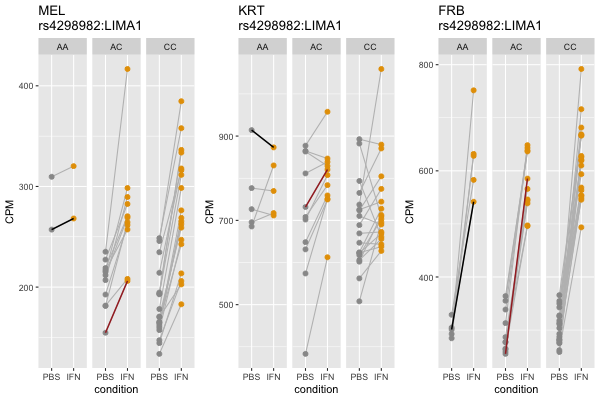 MEL
rs4298982:LIMA1
AA
AC
CC
CPM
400
300
200
PBS IFN
PBS IFN
PBS IFN
condition
KRT
rs4298982:LIMA1
AA
AC
CC
CPM
900
700
500
PBS IFN
PBS IFN
PBS IFN
condition
FRB
rs4298982:LIMA1
AA
AC
CC
CPM
800
600
400
PBS IFN
PBS IFN
PBS IFN
condition